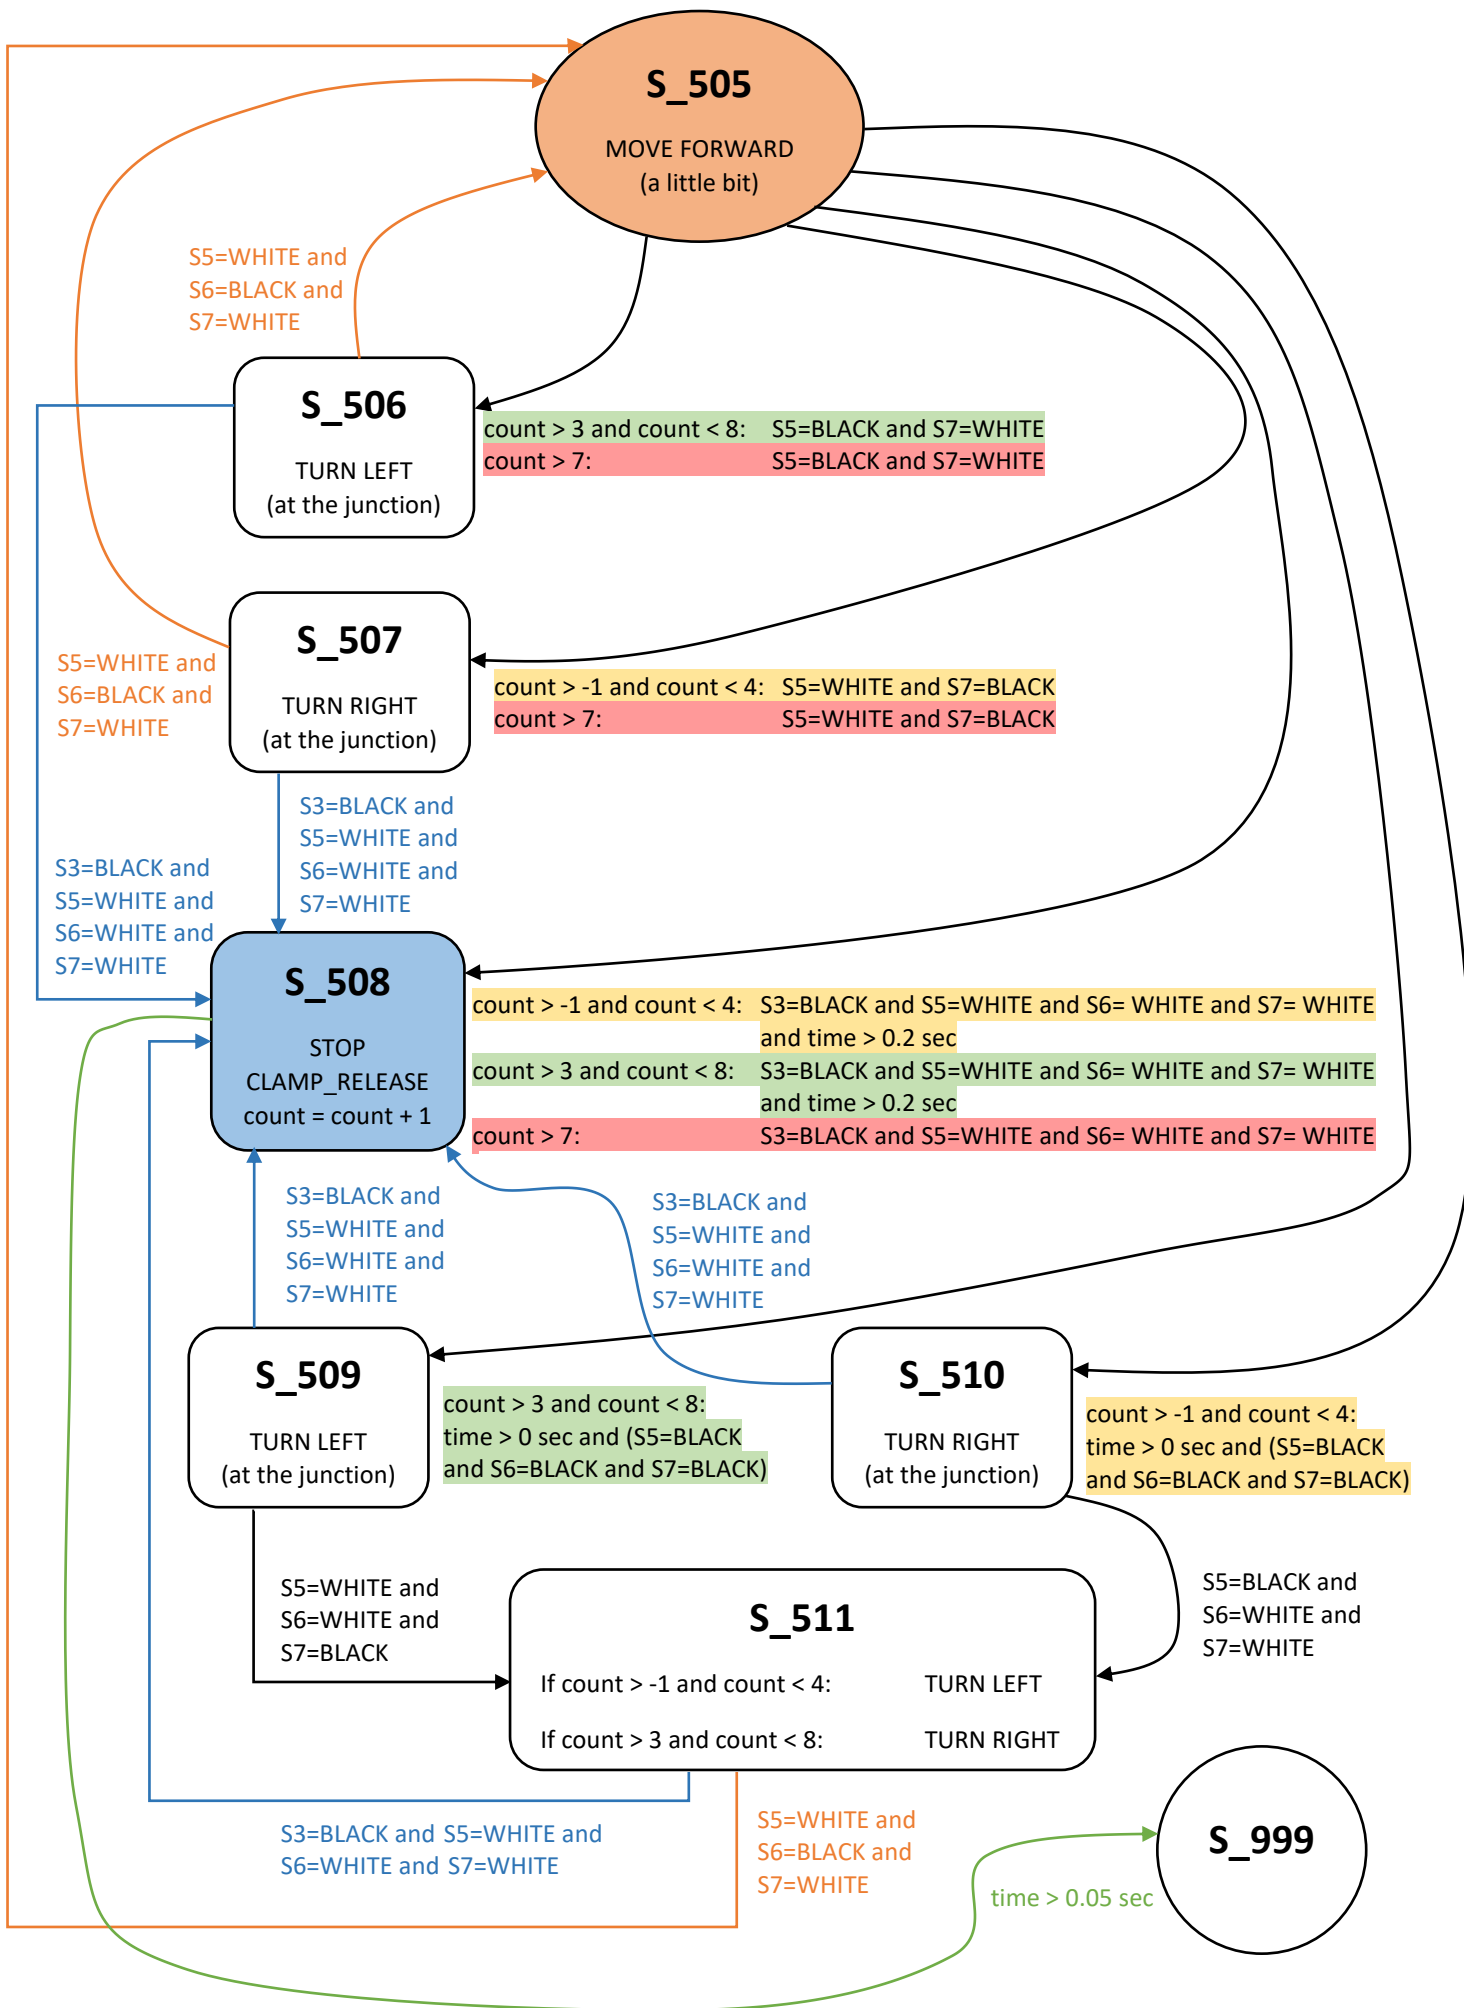 S_505
MOVE FORWARD
(a little bit)
S5=WHITE and
S6=BLACK and
S7=WHITE
S_506
TURN LEFT
(at the junction)
count > 3 and count < 8: S5=BLACK and S7=WHITE
count > 7: S5=BLACK and S7=WHITE
S_507
TURN RIGHT
(at the junction)
S5=WHITE and
S6=BLACK and
S7=WHITE
count > -1 and count < 4: S5=WHITE and S7=BLACK
count > 7: S5=WHITE and S7=BLACK
S3=BLACK and
S5=WHITE and
S6=WHITE and
S7=WHITE
S3=BLACK and
S5=WHITE and
S6=WHITE and
S7=WHITE
S_508
STOP
CLAMP_RELEASE
count = count + 1
count > -1 and count < 4: S3=BLACK and S5=WHITE and S6= WHITE and S7= WHITE
and time > 0.2 sec
count > 3 and count < 8: S3=BLACK and S5=WHITE and S6= WHITE and S7= WHITE
and time > 0.2 sec
count > 7: S3=BLACK and S5=WHITE and S6= WHITE and S7= WHITE
S3=BLACK and
S5=WHITE and
S6=WHITE and
S7=WHITE
S3=BLACK and
S5=WHITE and
S6=WHITE and
S7=WHITE
S_509
TURN LEFT
(at the junction)
count > 3 and count < 8:
time > 0 sec and (S5=BLACK
and S6=BLACK and S7=BLACK)
S_510
TURN RIGHT
(at the junction)
count > -1 and count < 4:
time > 0 sec and (S5=BLACK
and S6=BLACK and S7=BLACK)
S5=WHITE and
S6=WHITE and
S7=BLACK
S5=BLACK and
S6=WHITE and
S7=WHITE
S_511
If count > -1 and count < 4: TURN LEFT
If count > 3 and count < 8: TURN RIGHT
S3=BLACK and S5=WHITE and
S6=WHITE and S7=WHITE
S5=WHITE and
S6=BLACK and
S7=WHITE
S_999
time > 0.05 sec